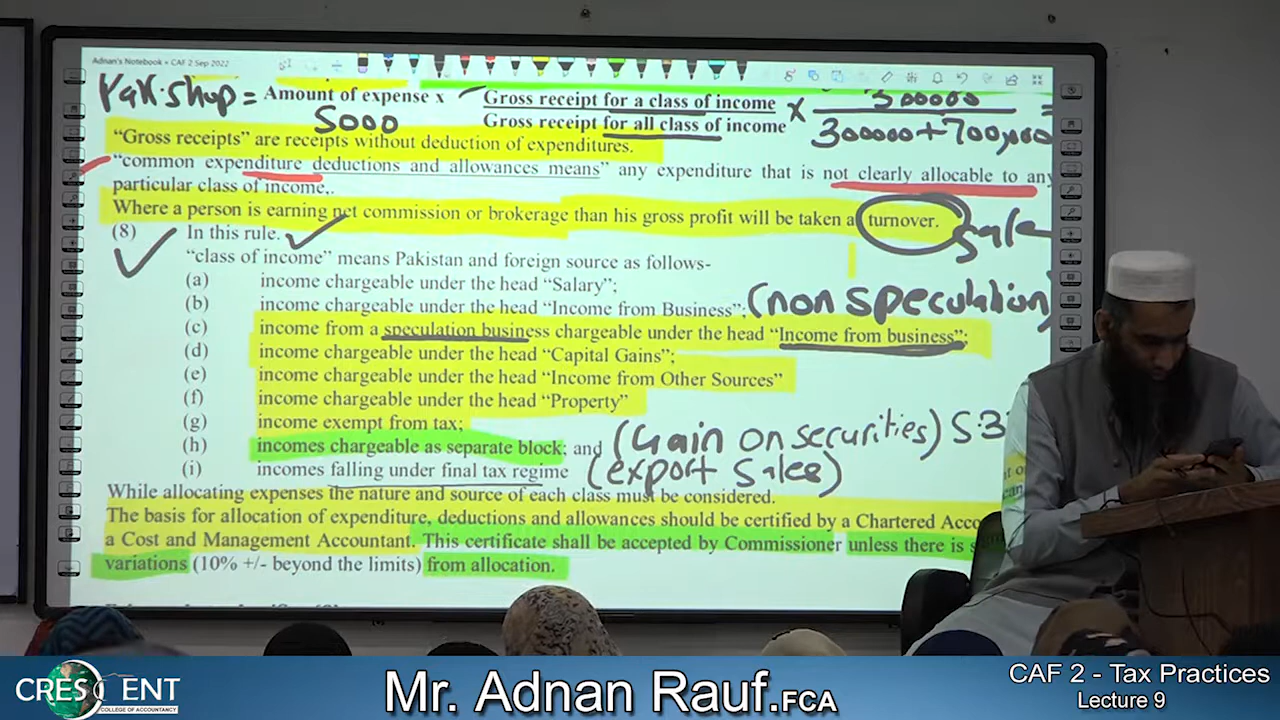 Adnan's Notebook • CAF 2 Sep 2022
Pak. shop = Amount of expense x Gross receipt for a class of income x 300000
5000 Gross receipt for all class of income 300000 + 700,000
"Gross receipts" are receipts without deduction of expenditures.
"common expenditure deductions and allowances means" any expenditure that is not clearly allocable to any
particular class of income..
Where a person is earning net commission or brokerage than his gross profit will be taken a turnover.
sale
(8) In this rule.
"class of income" means Pakistan and foreign source as follows-
(a) income chargeable under the head "Salary";
(b) income chargeable under the head "Income from Business"; (non speculation)
(c) income from a speculation business chargeable under the head "Income from business";
(d) income chargeable under the head "Capital Gains";
(e) income chargeable under the head "Income from Other Sources"
(f) income chargeable under the head "Property"
(g) income exempt from tax;
(h) incomes chargeable as separate block; and (Gain on securities) S.3
(i) incomes falling under final tax regime (export sales)
While allocating expenses the nature and source of each class must be considered.
The basis for allocation of expenditure, deductions and allowances should be certified by a Chartered Acco
a Cost and Management Accountant. This certificate shall be accepted by Commissioner unless there is s
variations (10% +/- beyond the limits) from allocation.
CRESCENT
COLLEGE OF ACCOUNTANCY
Mr. Adnan Rauf.FCA
CAF 2 - Tax Practices
Lecture 9